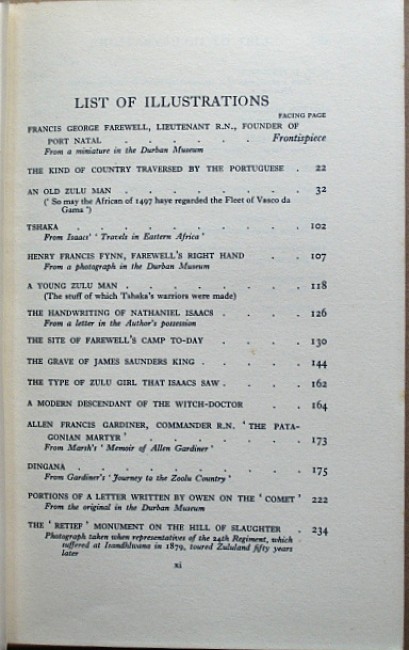 LIST OF ILLUSTRATIONS
FACING PAGE
FRANCIS GEORGE FAREWELL, LIEUTENANT R.N., FOUNDER OF
PORT NATAL . . . . . Frontispiece
From a miniature in the Durban Museum
THE KIND OF COUNTRY TRAVERSED BY THE PORTUGUESE . 22
AN OLD ZULU MAN . . . . . . . 32
(' So may the African of 1497 haye regarded the Fleet of Vasco da
Gama ')
TSHAKA . . . . . . . . . 102
From Isaacs' ' Travels in Eastern Africa '
HENRY FRANCIS FYNN, FAREWELL'S RIGHT HAND . . 107
From a photograph in the Durban Museum
A YOUNG ZULU MAN . . . . . . . 118
(The stuff of which Tshaka's warriors were made)
THE HANDWRITING OF NATHANIEL ISAACS . . . 126
From a letter in the Author's possession
THE SITE OF FAREWELL'S CAMP TO-DAY . . . 130
THE GRAVE OF JAMES SAUNDERS KING . . . . 144
THE TYPE OF ZULU GIRL THAT ISAACS SAW . . . 162
A MODERN DESCENDANT OF THE WITCH-DOCTOR . . 164
ALLEN FRANCIS GARDINER, COMMANDER R.N. ' THE PATA-
GONIAN MARTYR ' . . . . . . 173
From Marsh's ' Memoir of Allen Gardiner '
DINGANA . . . . . . . . 175
From Gardiner's ' Journey to the Zoolu Country '
PORTIONS OF A LETTER WRITTEN BY OWEN ON THE ' COMET ' 222
From the original in the Durban Museum
THE ' RETIEF ' MONUMENT ON THE HILL OF SLAUGHTER . 234
Photograph taken when representatives of the 24th Regiment, which
suffered at Isandhlwana in 1879, toured Zululand fifty years
later
xi